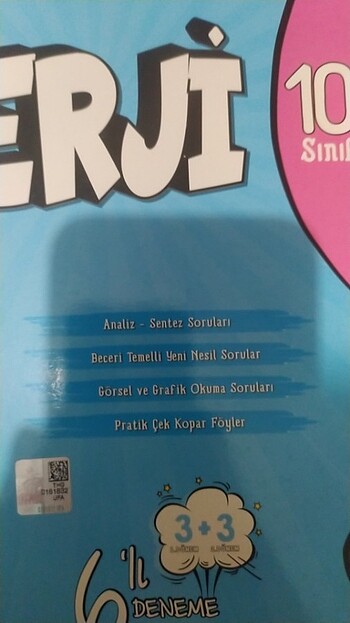 ERJİ
10
Sınıf
Analiz - Sentez Soruları
Beceri Temelli Yeni Nesil Sorular
Görsel ve Grafik Okuma Soruları
Pratik Çek Kopar Föyler
3 + 3
6'lı
DENEME